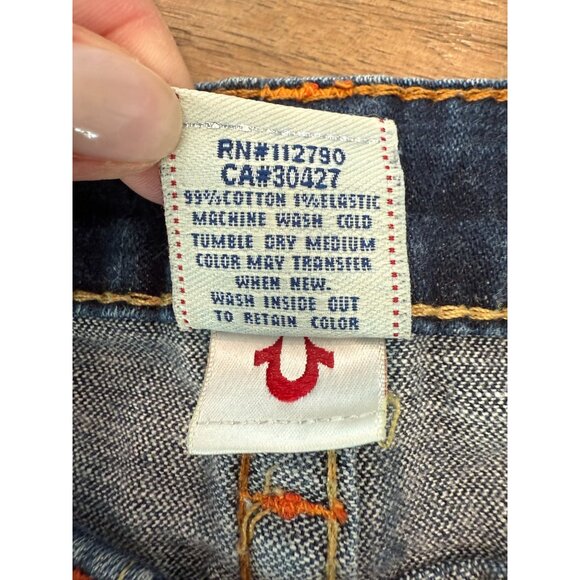 RN#112790
CA#30427
99%COTTON 1%ELASTIC
MACHINE WASH COLD
TUMBLE DRY MEDIUM
COLOR MAY TRANSFER
WHEN NEW.
WASH INSIDE OUT
TO RETAIN COLOR